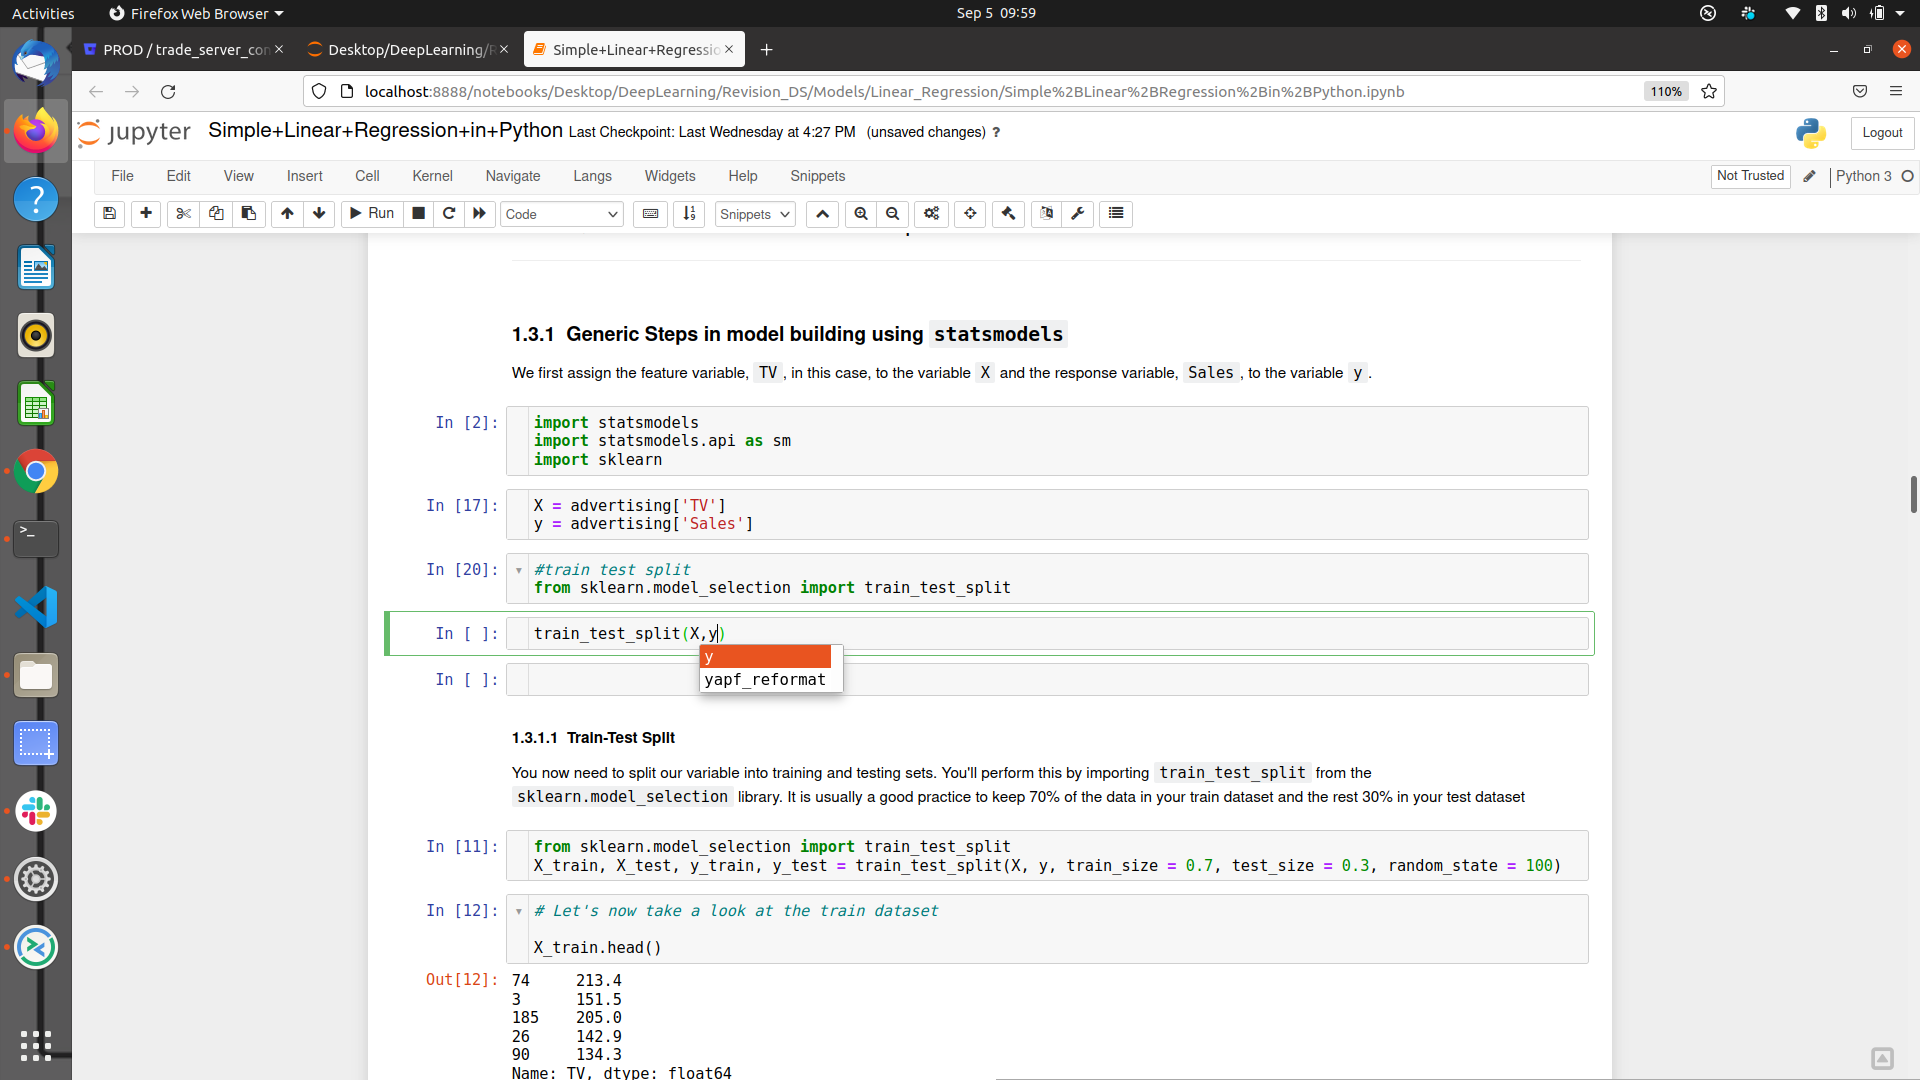 Activities
Firefox Web Browser
Sep 5 09:59
PROD / trade_server_con
Desktop/DeepLearning/R
Simple+Linear+Regressio
localhost:8888/notebooks/Desktop/DeepLearning/Revision_DS/Models/Linear_Regression/Simple%2BLinear%2BRegression%2Bin%2BPython.ipynb
110%
jupyter Simple+Linear+Regression+in+Python Last Checkpoint: Last Wednesday at 4:27 PM (unsaved changes)
Logout
File Edit View Insert Cell Kernel Navigate Langs Widgets Help Snippets
Not Trusted
Python 3
Run
Code
Snippets
1.3.1 Generic Steps in model building using statsmodels
We first assign the feature variable, TV , in this case, to the variable X and the response variable, Sales , to the variable y .
In [2]:
import statsmodels
import statsmodels.api as sm
import sklearn
In [17]:
X = advertising['TV']
y = advertising['Sales']
In [20]:
#train test split
from sklearn.model_selection import train_test_split
In [ ]:
train_test_split(X,y)
y
yapf_reformat
In [ ]:
1.3.1.1 Train-Test Split
You now need to split our variable into training and testing sets. You'll perform this by importing train_test_split from the
sklearn.model_selection library. It is usually a good practice to keep 70% of the data in your train dataset and the rest 30% in your test dataset
In [11]:
from sklearn.model_selection import train_test_split
X_train, X_test, y_train, y_test = train_test_split(X, y, train_size = 0.7, test_size = 0.3, random_state = 100)
In [12]:
# Let's now take a look at the train dataset
X_train.head()
Out[12]:
74 213.4
3 151.5
185 205.0
26 142.9
90 134.3
Name: TV, dtype: float64